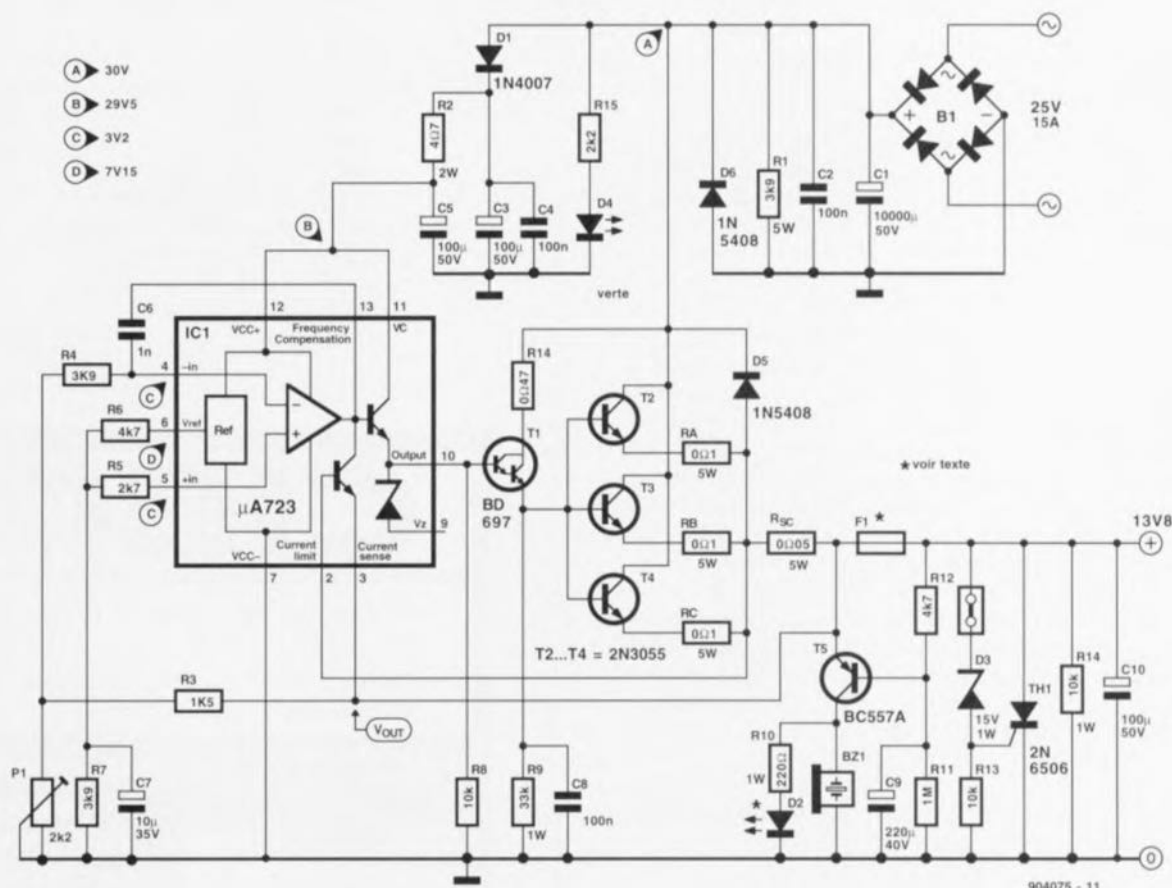 A 30V
B 29V5
C 3V2
D 7V15
D1
1N4007
R2
4Ω7
2W
R15
2k2
A
B
C5
100µ
50V
C3
100µ
50V
C4
100n
D4
verte
D6
1N
5408
R1
3k9
5W
C2
100n
C1
10000µ
50V
B1
+
−
~
~
25V
15A
~
~
C6
1n
R4
3K9
R6
4k7
R5
2k7
C
D
C
12
13
11
IC1
VCC+
Frequency
Compensation
VC
4
−in
6
Vref
Ref
5
+in
−
+
µA723
Output
10
Vz
9
VCC−
Current
limit
Current
sense
7
2
3
R14
0Ω47
T1
BD
697
T2
T3
T4
RA
0Ω1
5W
RB
0Ω1
5W
RC
0Ω1
5W
D5
1N5408
T2...T4 = 2N3055
RSC
0Ω05
5W
F1 *
* voir texte
13V8
+
R12
4k7
T5
BC557A
D3
15V
1W
TH1
2N
6506
R14
10k
1W
C10
100µ
50V
R3
1K5
VOUT
P1
2k2
R7
3k9
C7
10µ
35V
R8
10k
R9
33k
1W
C8
100n
R10
220Ω
1W
*
D2
BZ1
C9
220µ
40V
R11
1M
R13
10k
0
904075 - 11